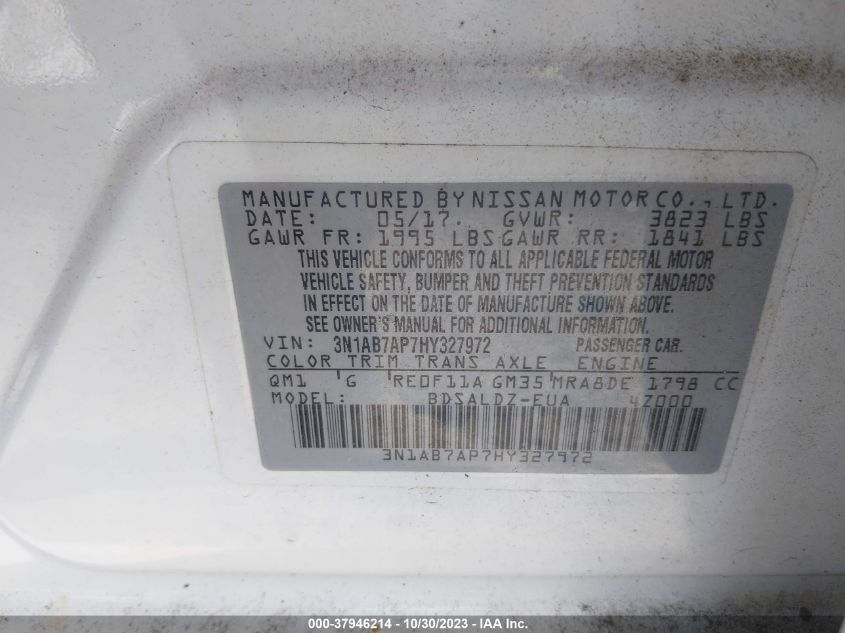 MANUFACTURED BY NISSAN MOTOR CO., LTD.
DATE: 05/17. GVWR: 3823 LBS
GAWR FR: 1995 LBS GAWR RR: 1841 LBS
THIS VEHICLE CONFORMS TO ALL APPLICABLE FEDERAL MOTOR
VEHICLE SAFETY, BUMPER AND THEFT PREVENTION STANDARDS
IN EFFECT ON THE DATE OF MANUFACTURE SHOWN ABOVE.
SEE OWNER'S MANUAL FOR ADDITIONAL INFORMATION.
VIN: 3N1AB7AP7HY327972 PASSENGER CAR.
COLOR TRIM TRANS AXLE ENGINE
QM1 G RE0F11A GM35 MRA8DE 1798 CC
MODEL: BDSALDZ-EUA 4Z000
3N1AB7AP7HY327972
000-37946214 - 10/30/2023 - IAA Inc.